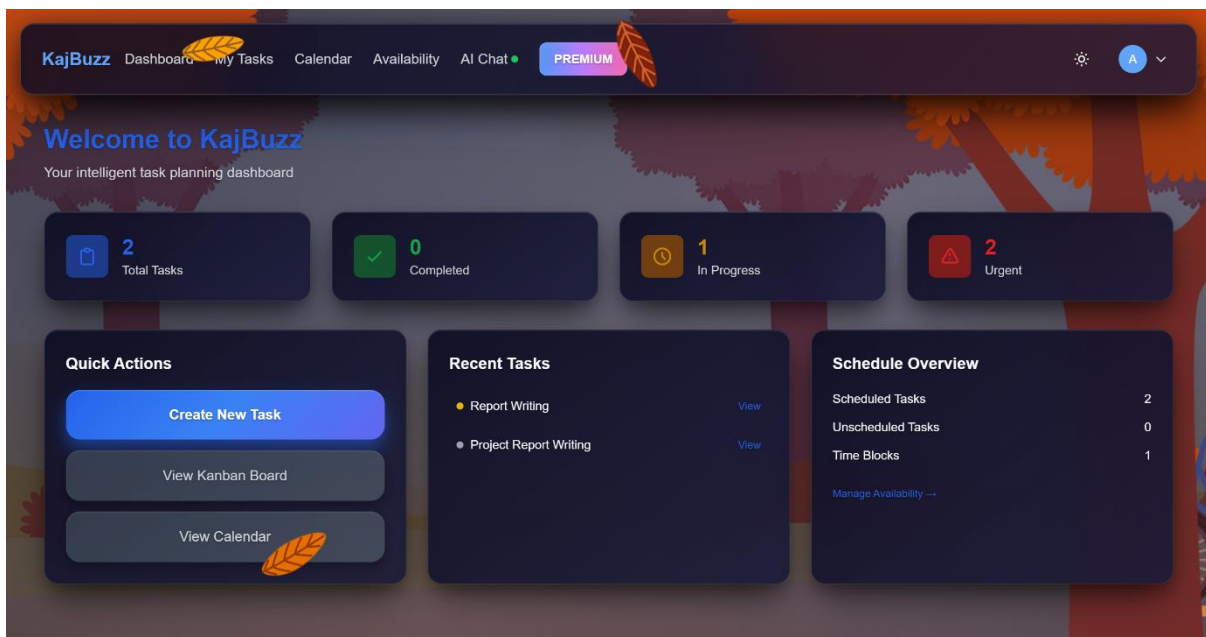 KajBuzz Dashboard My Tasks Calendar Availability AI Chat PREMIUM A
Welcome to KajBuzz
Your intelligent task planning dashboard
2
Total Tasks
0
Completed
1
In Progress
2
Urgent
Quick Actions
Create New Task
View Kanban Board
View Calendar
Recent Tasks
Report Writing View
Project Report Writing View
Schedule Overview
Scheduled Tasks 2
Unscheduled Tasks 0
Time Blocks 1
Manage Availability →